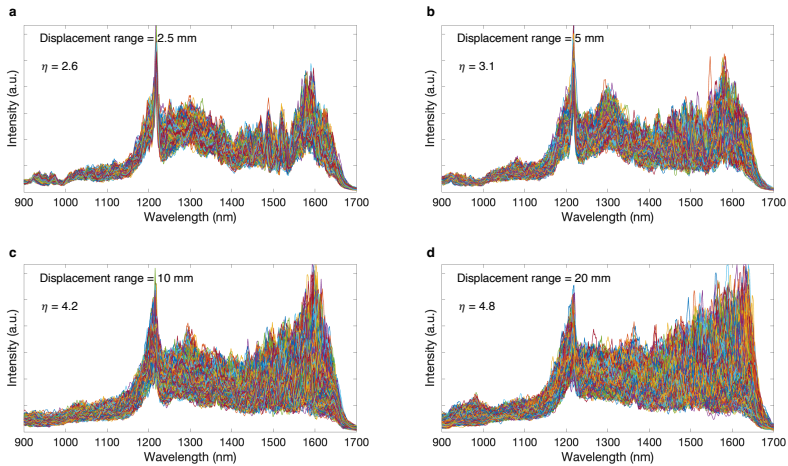 a
Displacement range = 2.5 mm
η = 2.6
Intensity (a.u.)
900 1000 1100 1200 1300 1400 1500 1600 1700
Wavelength (nm)
b
Displacement range = 5 mm
η = 3.1
Intensity (a.u.)
900 1000 1100 1200 1300 1400 1500 1600 1700
Wavelength (nm)
c
Displacement range = 10 mm
η = 4.2
Intensity (a.u.)
900 1000 1100 1200 1300 1400 1500 1600 1700
Wavelength (nm)
d
Displacement range = 20 mm
η = 4.8
Intensity (a.u.)
900 1000 1100 1200 1300 1400 1500 1600 1700
Wavelength (nm)